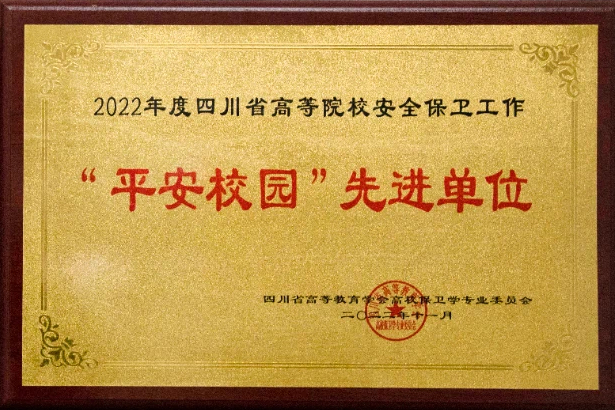 2022年度四川省高等院校安全保卫工作
“平安校园”先进单位
四川省高等教育学会高校保卫学专业委员会
二〇二二年十一月